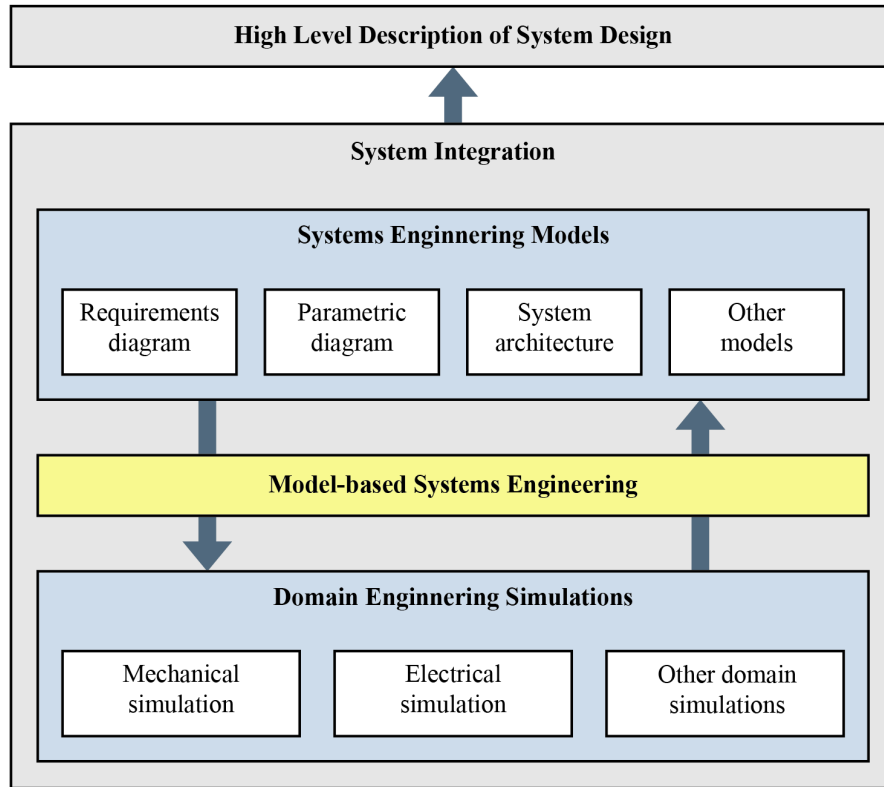 High Level Description of System Design
System Integration
Systems Enginnering Models
Requirements
diagram
Parametric
diagram
System
architecture
Other
models
Model-based Systems Engineering
Domain Enginnering Simulations
Mechanical
simulation
Electrical
simulation
Other domain
simulations